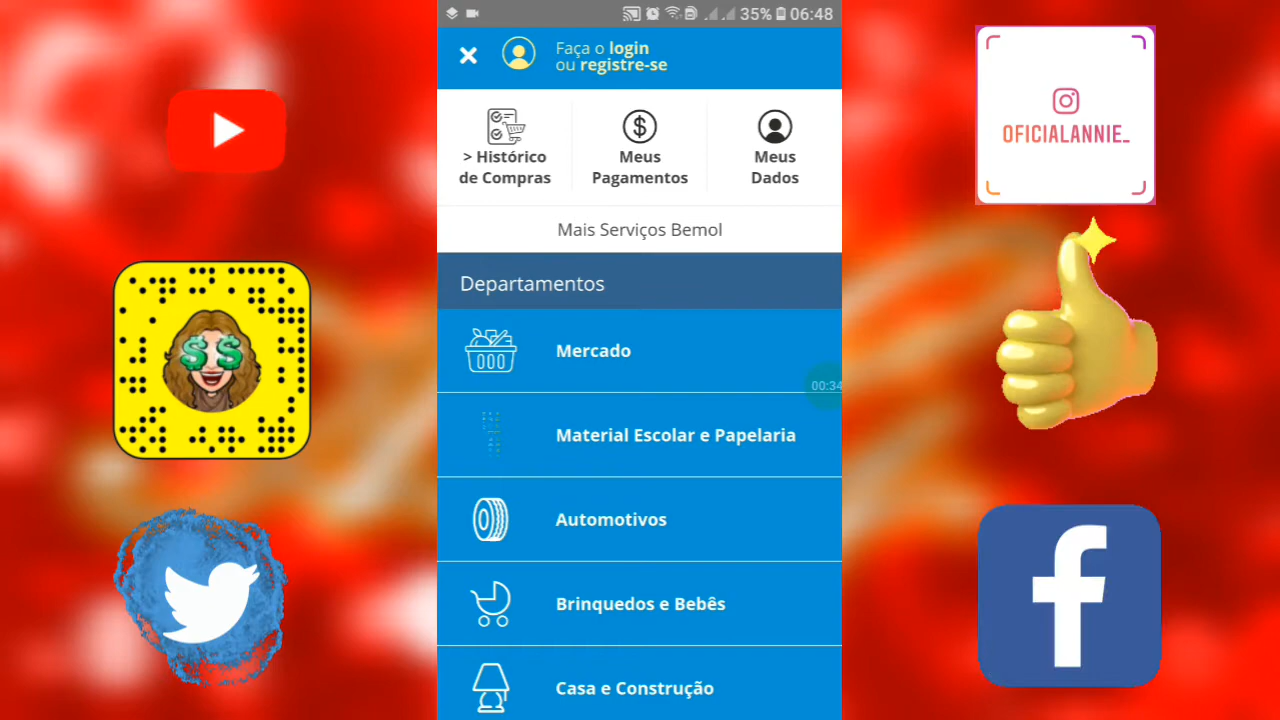 35% 06:48
Faça o login
ou registre-se
> Histórico
de Compras
Meus
Pagamentos
Meus
Dados
Mais Serviços Bemol
Departamentos
Mercado
00:34
Material Escolar e Papelaria
Automotivos
Brinquedos e Bebês
Casa e Construção
OFICIALANNIE_